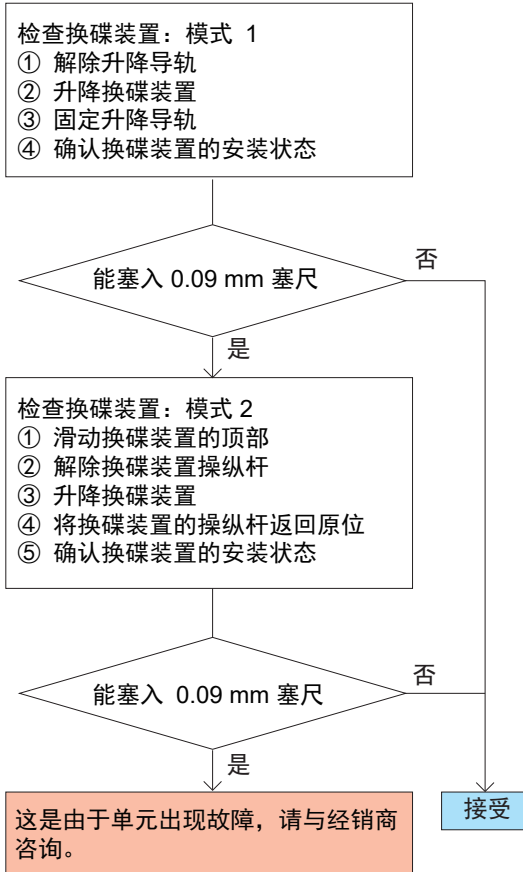 检查换碟装置：模式 1
① 解除升降导轨
② 升降换碟装置
③ 固定升降导轨
④ 确认换碟装置的安装状态
能塞入 0.09 mm 塞尺
否
是
检查换碟装置：模式 2
① 滑动换碟装置的顶部
② 解除换碟装置操纵杆
③ 升降换碟装置
④ 将换碟装置的操纵杆返回原位
⑤ 确认换碟装置的安装状态
能塞入 0.09 mm 塞尺
否
是
这是由于单元出现故障，请与经销商
咨询。
接受